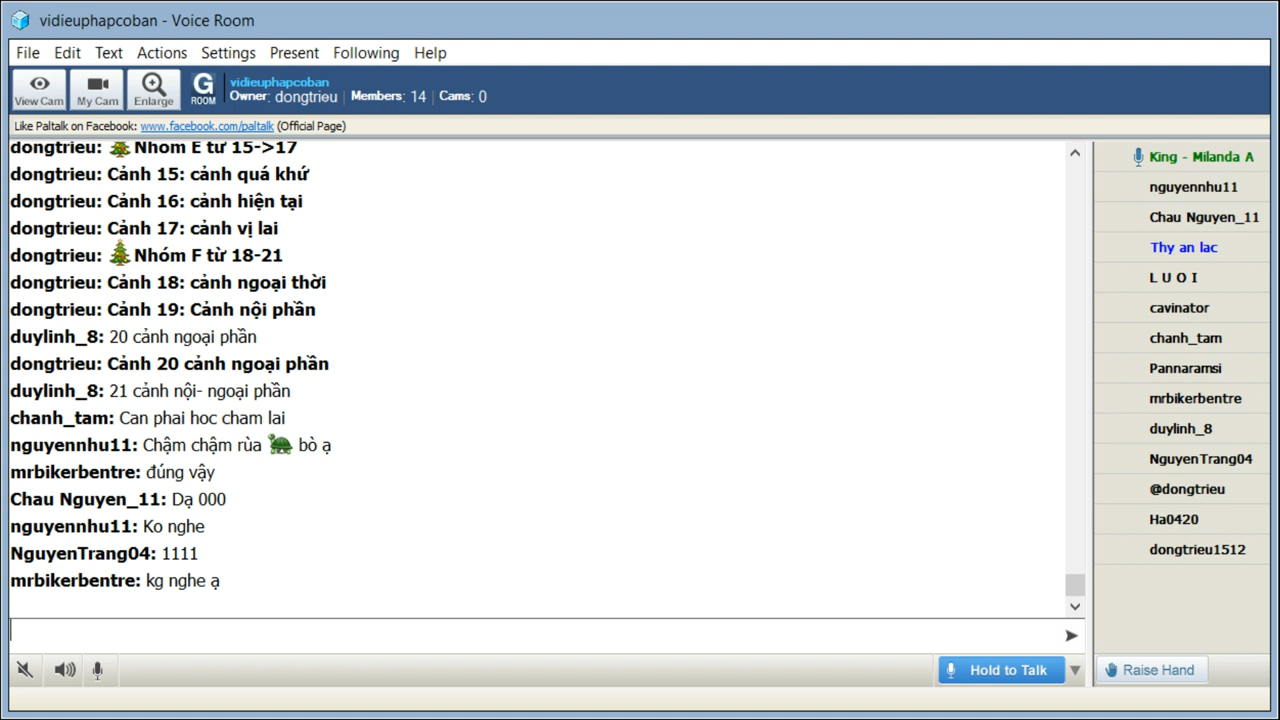 vidieuphapcoban - Voice Room
File Edit Text Actions Settings Present Following Help
View Cam
My Cam
Enlarge
G
ROOM
vidieuphapcoban
Owner: dongtrieu | Members: 14 | Cams: 0
Like Paltalk on Facebook: www.facebook.com/paltalk (Official Page)
dongtrieu: Nhóm E từ 15->17
dongtrieu: Cảnh 15: cảnh quá khứ
dongtrieu: Cảnh 16: cảnh hiện tại
dongtrieu: Cảnh 17: cảnh vị lai
dongtrieu: Nhóm F từ 18-21
dongtrieu: Cảnh 18: cảnh ngoại thời
dongtrieu: Cảnh 19: Cảnh nội phần
duylinh_8: 20 cảnh ngoại phần
dongtrieu: Cảnh 20 cảnh ngoại phần
duylinh_8: 21 cảnh nội- ngoại phần
chanh_tam: Can phai hoc cham lai
nguyennhu11: Chậm chậm rùa bò ạ
mrbikerbentre: đúng vậy
Chau Nguyen_11: Dạ 000
nguyennhu11: Ko nghe
NguyenTrang04: 1111
mrbikerbentre: kg nghe ạ
King - Milanda A
nguyennhu11
Chau Nguyen_11
Thy an lac
L U O I
cavinator
chanh_tam
Pannaramsi
mrbikerbentre
duylinh_8
NguyenTrang04
@dongtrieu
Ha0420
dongtrieu1512
Hold to Talk
Raise Hand